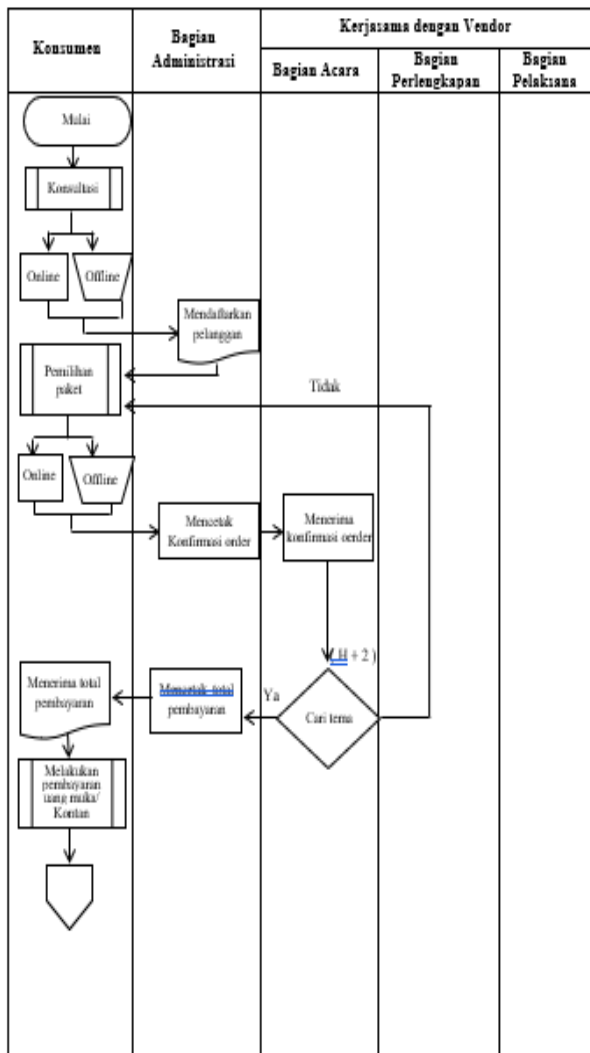 Konsumen
Bagian
Administrasi
Kerjasama dengan Vendor
Bagian Acara
Bagian
Perlengkapan
Bagian
Pelaksana
Mulai
Konsultasi
Online
Offline
Mendaftarkan
pelanggan
Pemilihan
paket
Tidak
Online
Offline
Mencetak
Konfirmasi order
Menerima
konfirmasi oerder
( H + 2 )
Menerima total
pembayaran
Mencetak total
pembayaran
Ya
Cari tema
Melakukan
pembayaran
uang muka/
Kontan